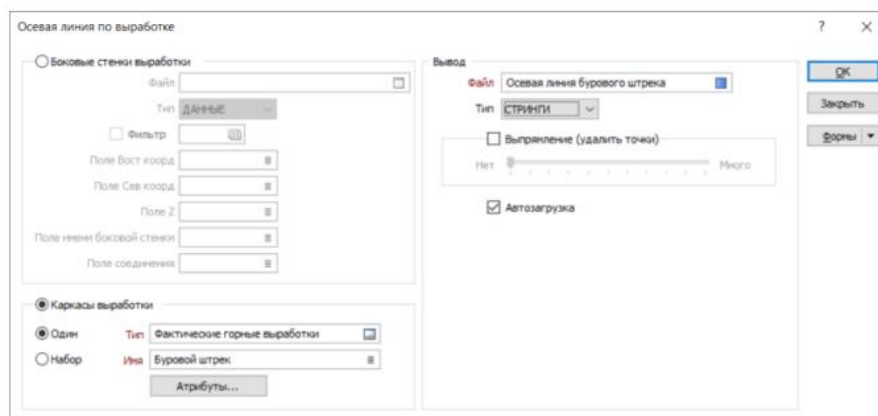 Осевая линия по выработке
?
Боковые стенки выработки
Файл
Тип ДАННЫЕ
Фильтр
Поле Вост коорд
Поле Сев коорд
Поле Z
Поле имени боковой стенки
Поле соединения
Каркасы выработки
Один Тип Фактические горные выработки
Набор Имя Буровой штрек
Атрибуты...
Вывод
Файл Осевая линия бурового штрека
Тип СТРИНГИ
Выпрямление (удалить точки)
Нет Много
Автозагрузка
OK
Закрыть
Формы